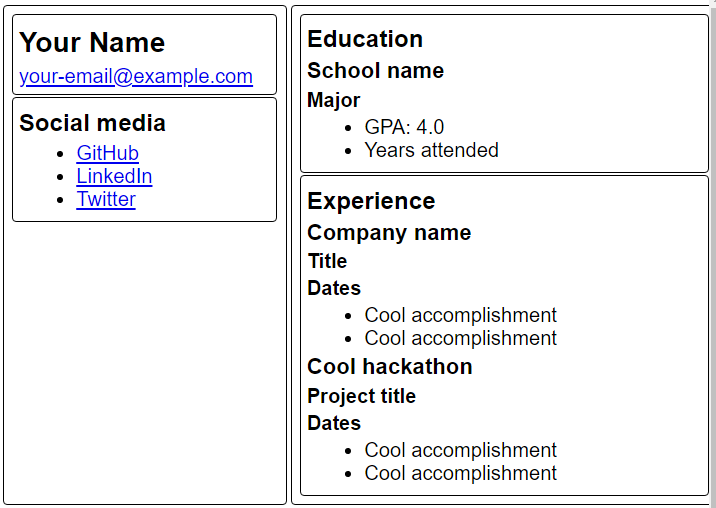 Your Name
your-email@example.com
Social media
GitHub
LinkedIn
Twitter
Education
School name
Major
GPA: 4.0
Years attended
Experience
Company name
Title
Dates
Cool accomplishment
Cool accomplishment
Cool hackathon
Project title
Dates
Cool accomplishment
Cool accomplishment